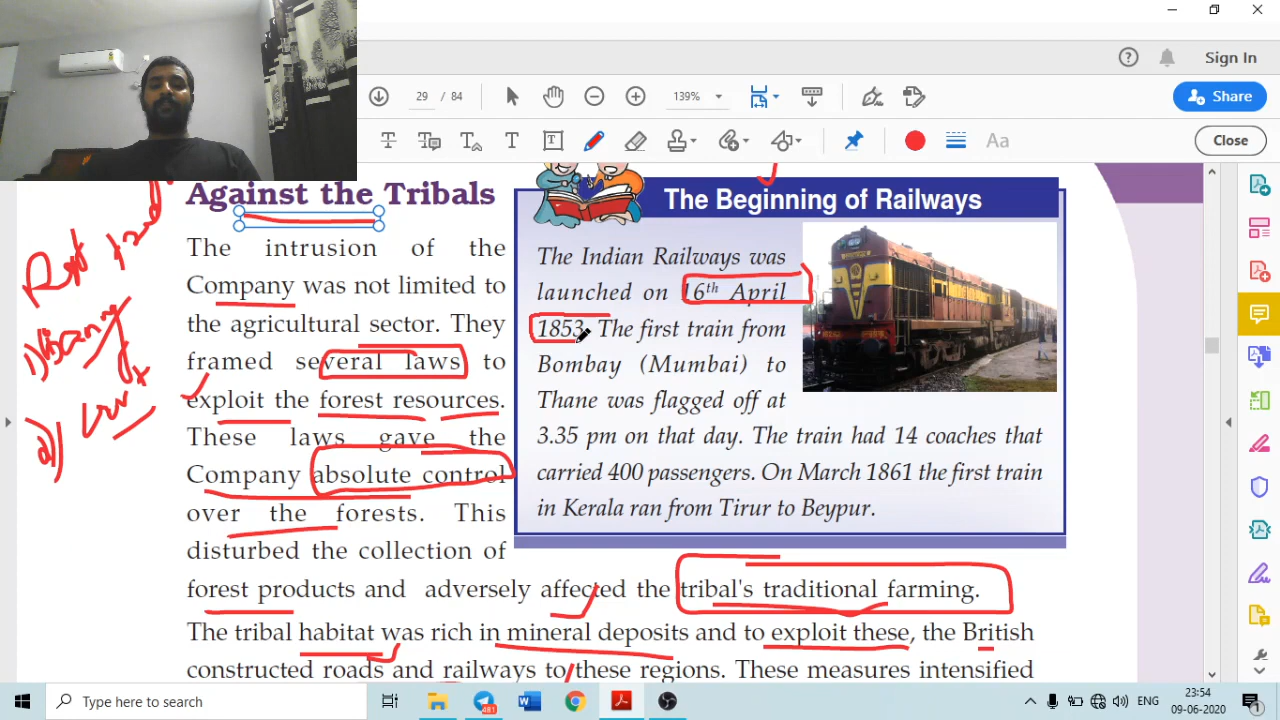 Sign In
29 / 84
139%
Share
T
T
Aa
Close
Against the Tribals
The intrusion of the
Company was not limited to
the agricultural sector. They
framed several laws to
exploit the forest resources.
These laws gave the
Company absolute control
over the forests. This
disturbed the collection of
forest products and adversely affected the tribal's traditional farming.
The tribal habitat was rich in mineral deposits and to exploit these, the British
constructed roads and railways to these regions. These measures intensified
The Beginning of Railways
The Indian Railways was
launched on 16th April
1853. The first train from
Bombay (Mumbai) to
Thane was flagged off at
3.35 pm on that day. The train had 14 coaches that
carried 400 passengers. On March 1861 the first train
in Kerala ran from Tirur to Beypur.
1)
2)
Type here to search
481
ENG
23:54
09-06-2020
1